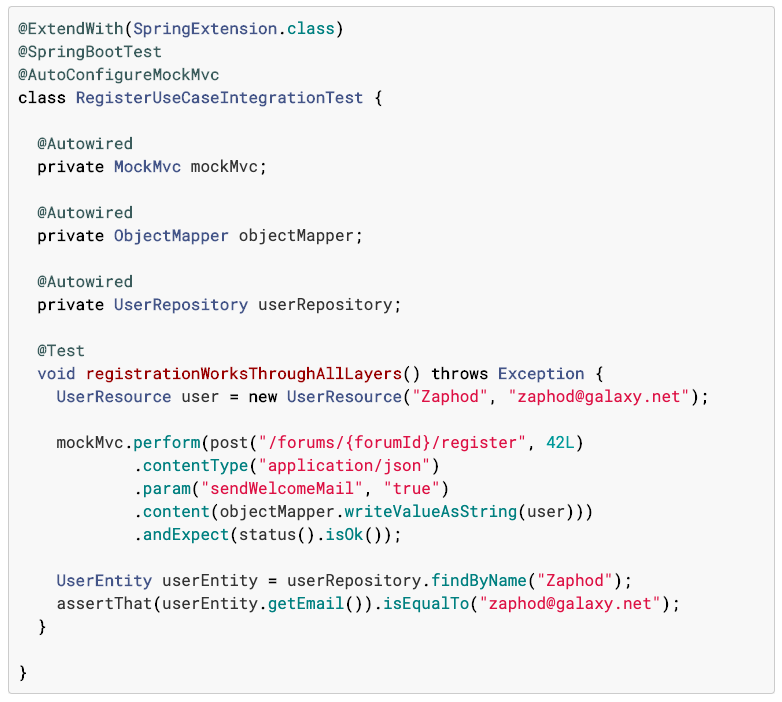 @ExtendWith(SpringExtension.class)
@SpringBootTest
@AutoConfigureMockMvc
class RegisterUseCaseIntegrationTest {
@Autowired
private MockMvc mockMvc;
@Autowired
private ObjectMapper objectMapper;
@Autowired
private UserRepository userRepository;
@Test
void registrationWorksThroughAllLayers() throws Exception {
UserResource user = new UserResource("Zaphod", "zaphod@galaxy.net");
mockMvc.perform(post("/forums/{forumId}/register", 42L)
.contentType("application/json")
.param("sendWelcomeMail", "true")
.content(objectMapper.writeValueAsString(user)))
.andExpect(status().isOk());
UserEntity userEntity = userRepository.findByName("Zaphod");
assertThat(userEntity.getEmail()).isEqualTo("zaphod@galaxy.net");
}
}